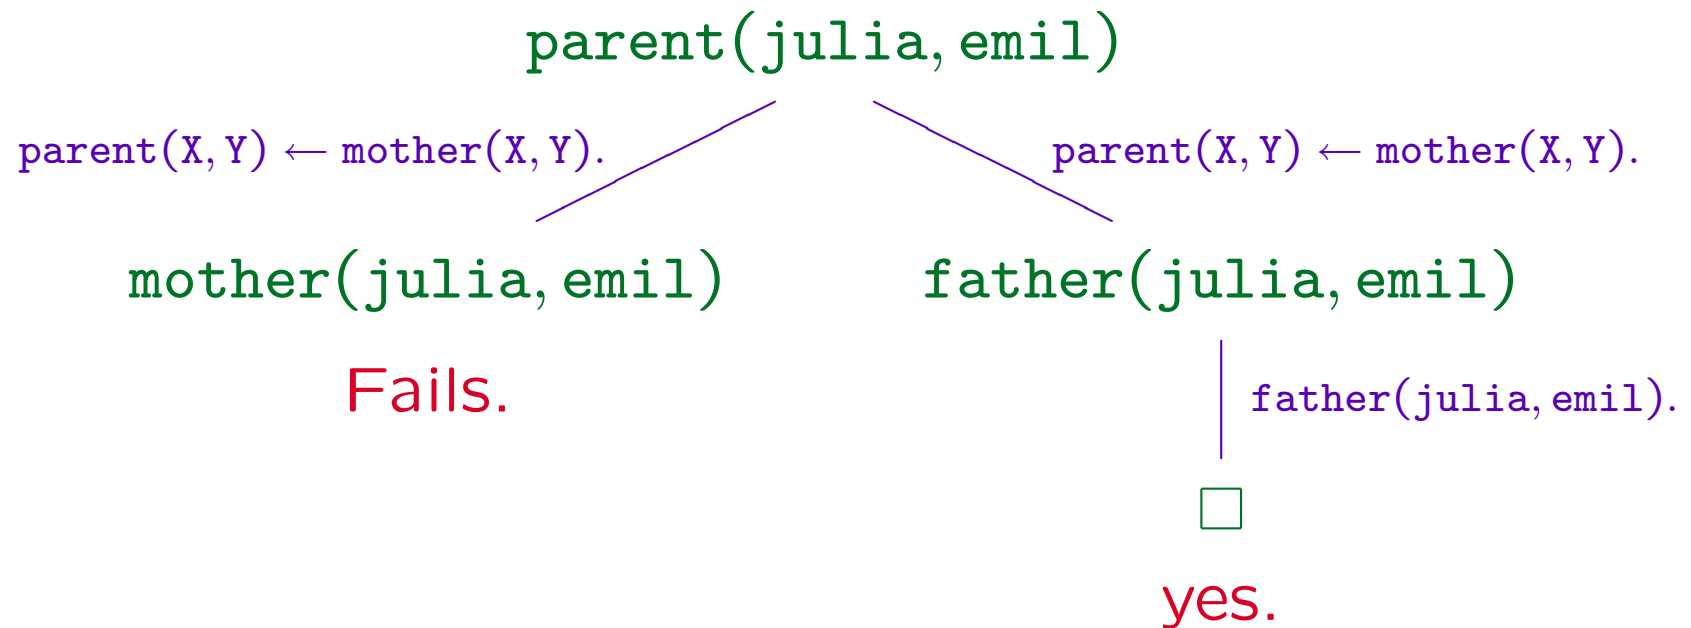 parent(julia, emil)
parent(X, Y) ← mother(X, Y).
parent(X, Y) ← mother(X, Y).
mother(julia, emil)
father(julia, emil)
Fails.
father(julia, emil).
□
yes.